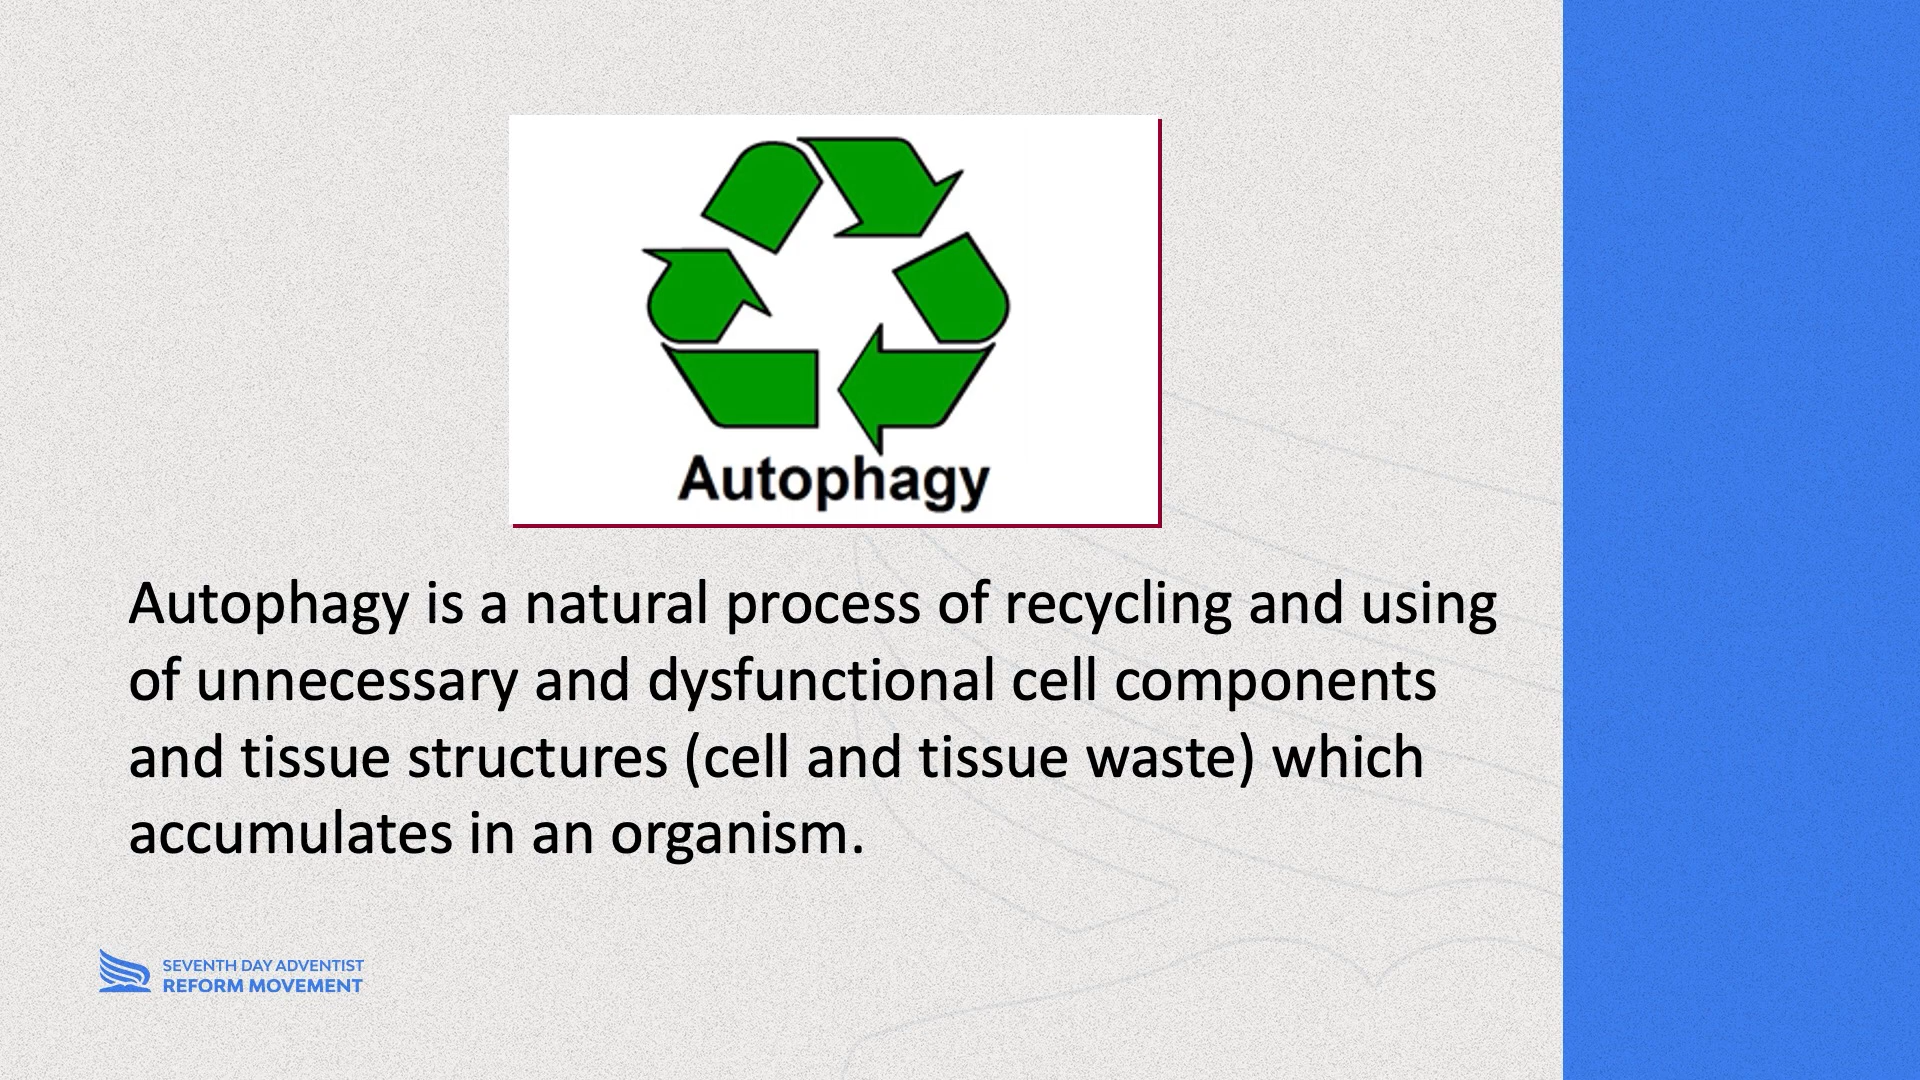 Autophagy
Autophagy is a natural process of recycling and using
of unnecessary and dysfunctional cell components
and tissue structures (cell and tissue waste) which
accumulates in an organism.
SEVENTH DAY ADVENTIST
REFORM MOVEMENT